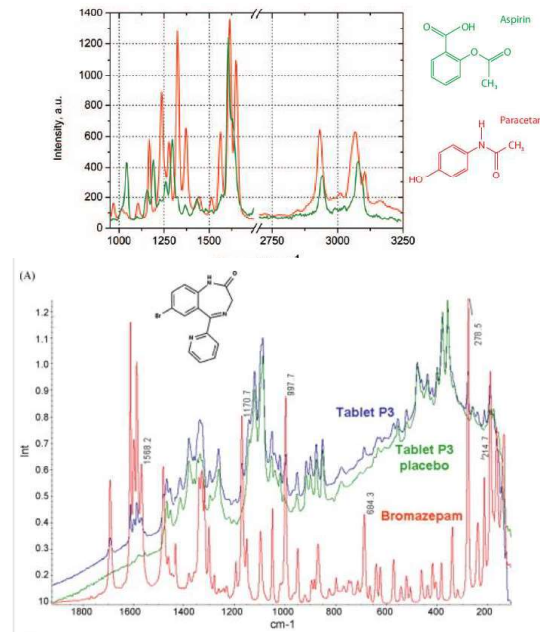 1400
1200
1000
800
600
400
200
0
Intensity, a.u.
1000 1250 1500 2750 3000 3250
OH
O
O
O
CH₃
Aspirin
H
N
CH₃
O
HO
Paracetar
(A)
NH
O
Br
N
N
1.2
1.1
1.0
0.9
0.8
0.7
0.6
0.5
0.4
0.3
0.2
Int
1568.2
1170.7
997.7
684.3
278.5
214.7
Tablet P3
Tablet P3
placebo
Bromazepam
1800 1600 1400 1200 1000 800 600 400 200
cm-1